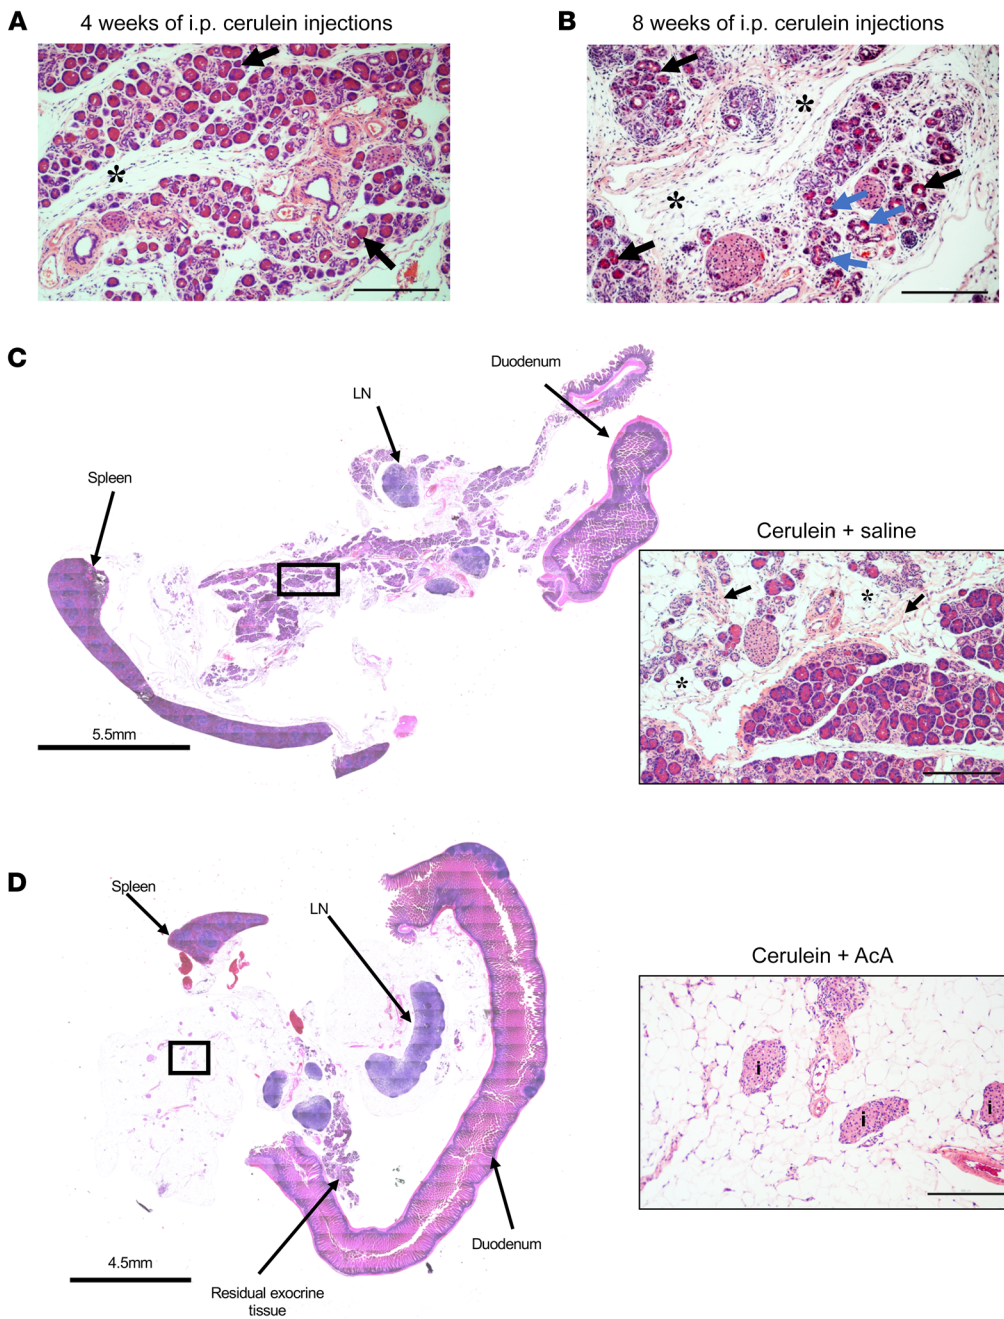 A 4 weeks of i.p. cerulein injections
B 8 weeks of i.p. cerulein injections
*
*
*
C
Duodenum
LN
Spleen
5.5mm
Cerulein + saline
*
*
D
Spleen
LN
Duodenum
Residual exocrine
tissue
4.5mm
Cerulein + AcA
i
i
i